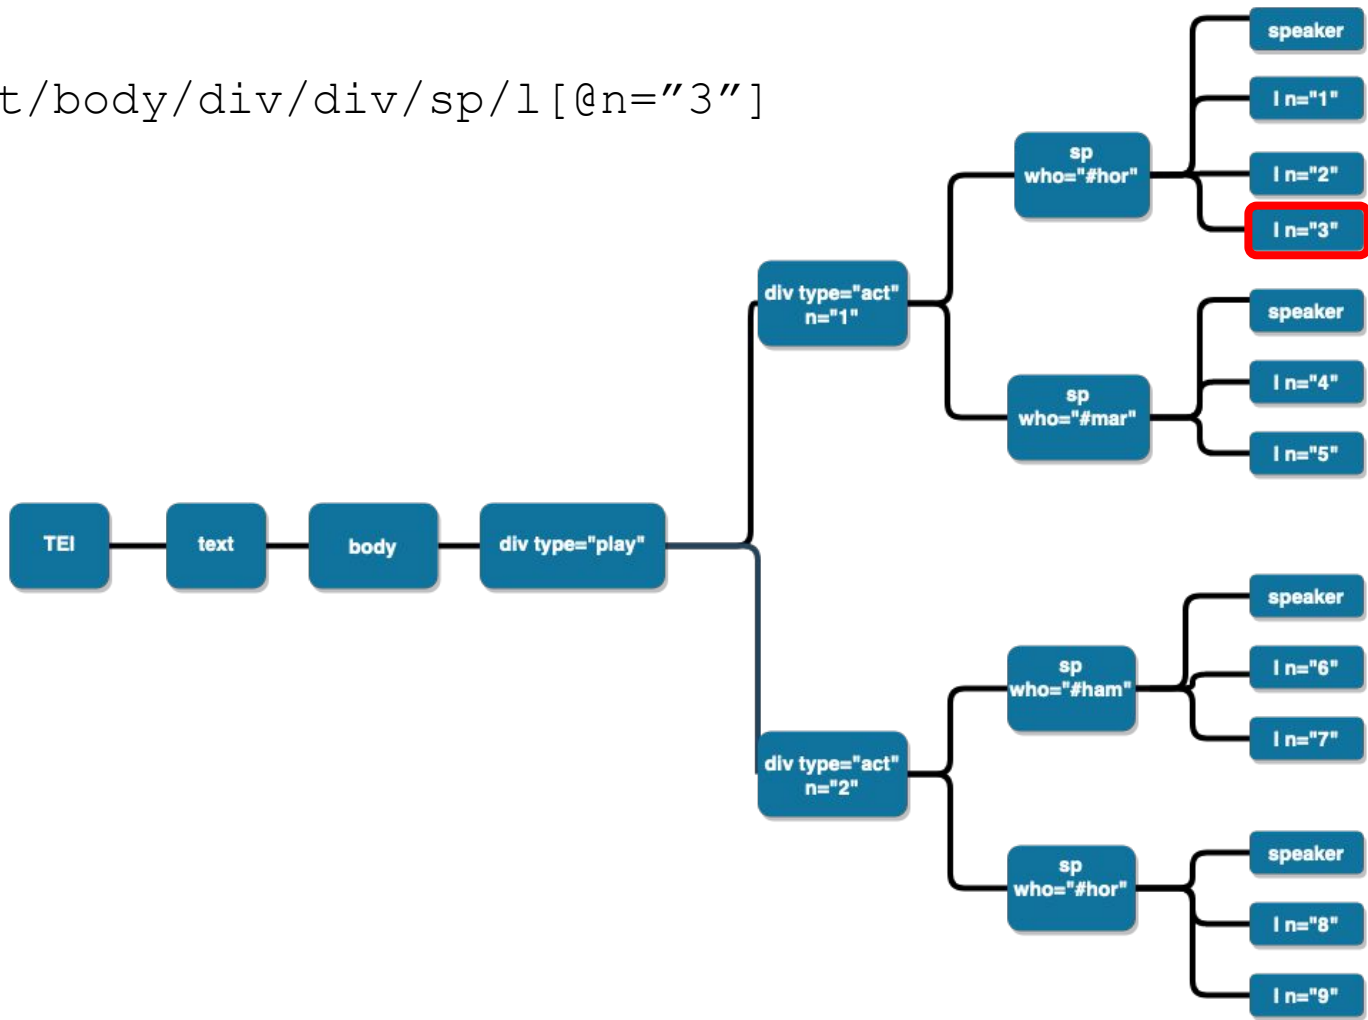 t/body/div/div/sp/l[@n=”3”]
speaker
l n="1"
sp
who="#hor"
l n="2"
l n="3"
div type="act"
n="1"
speaker
sp
who="#mar"
l n="4"
l n="5"
TEI
text
body
div type="play"
speaker
sp
who="#ham"
l n="6"
l n="7"
div type="act"
n="2"
speaker
sp
who="#hor"
l n="8"
l n="9"